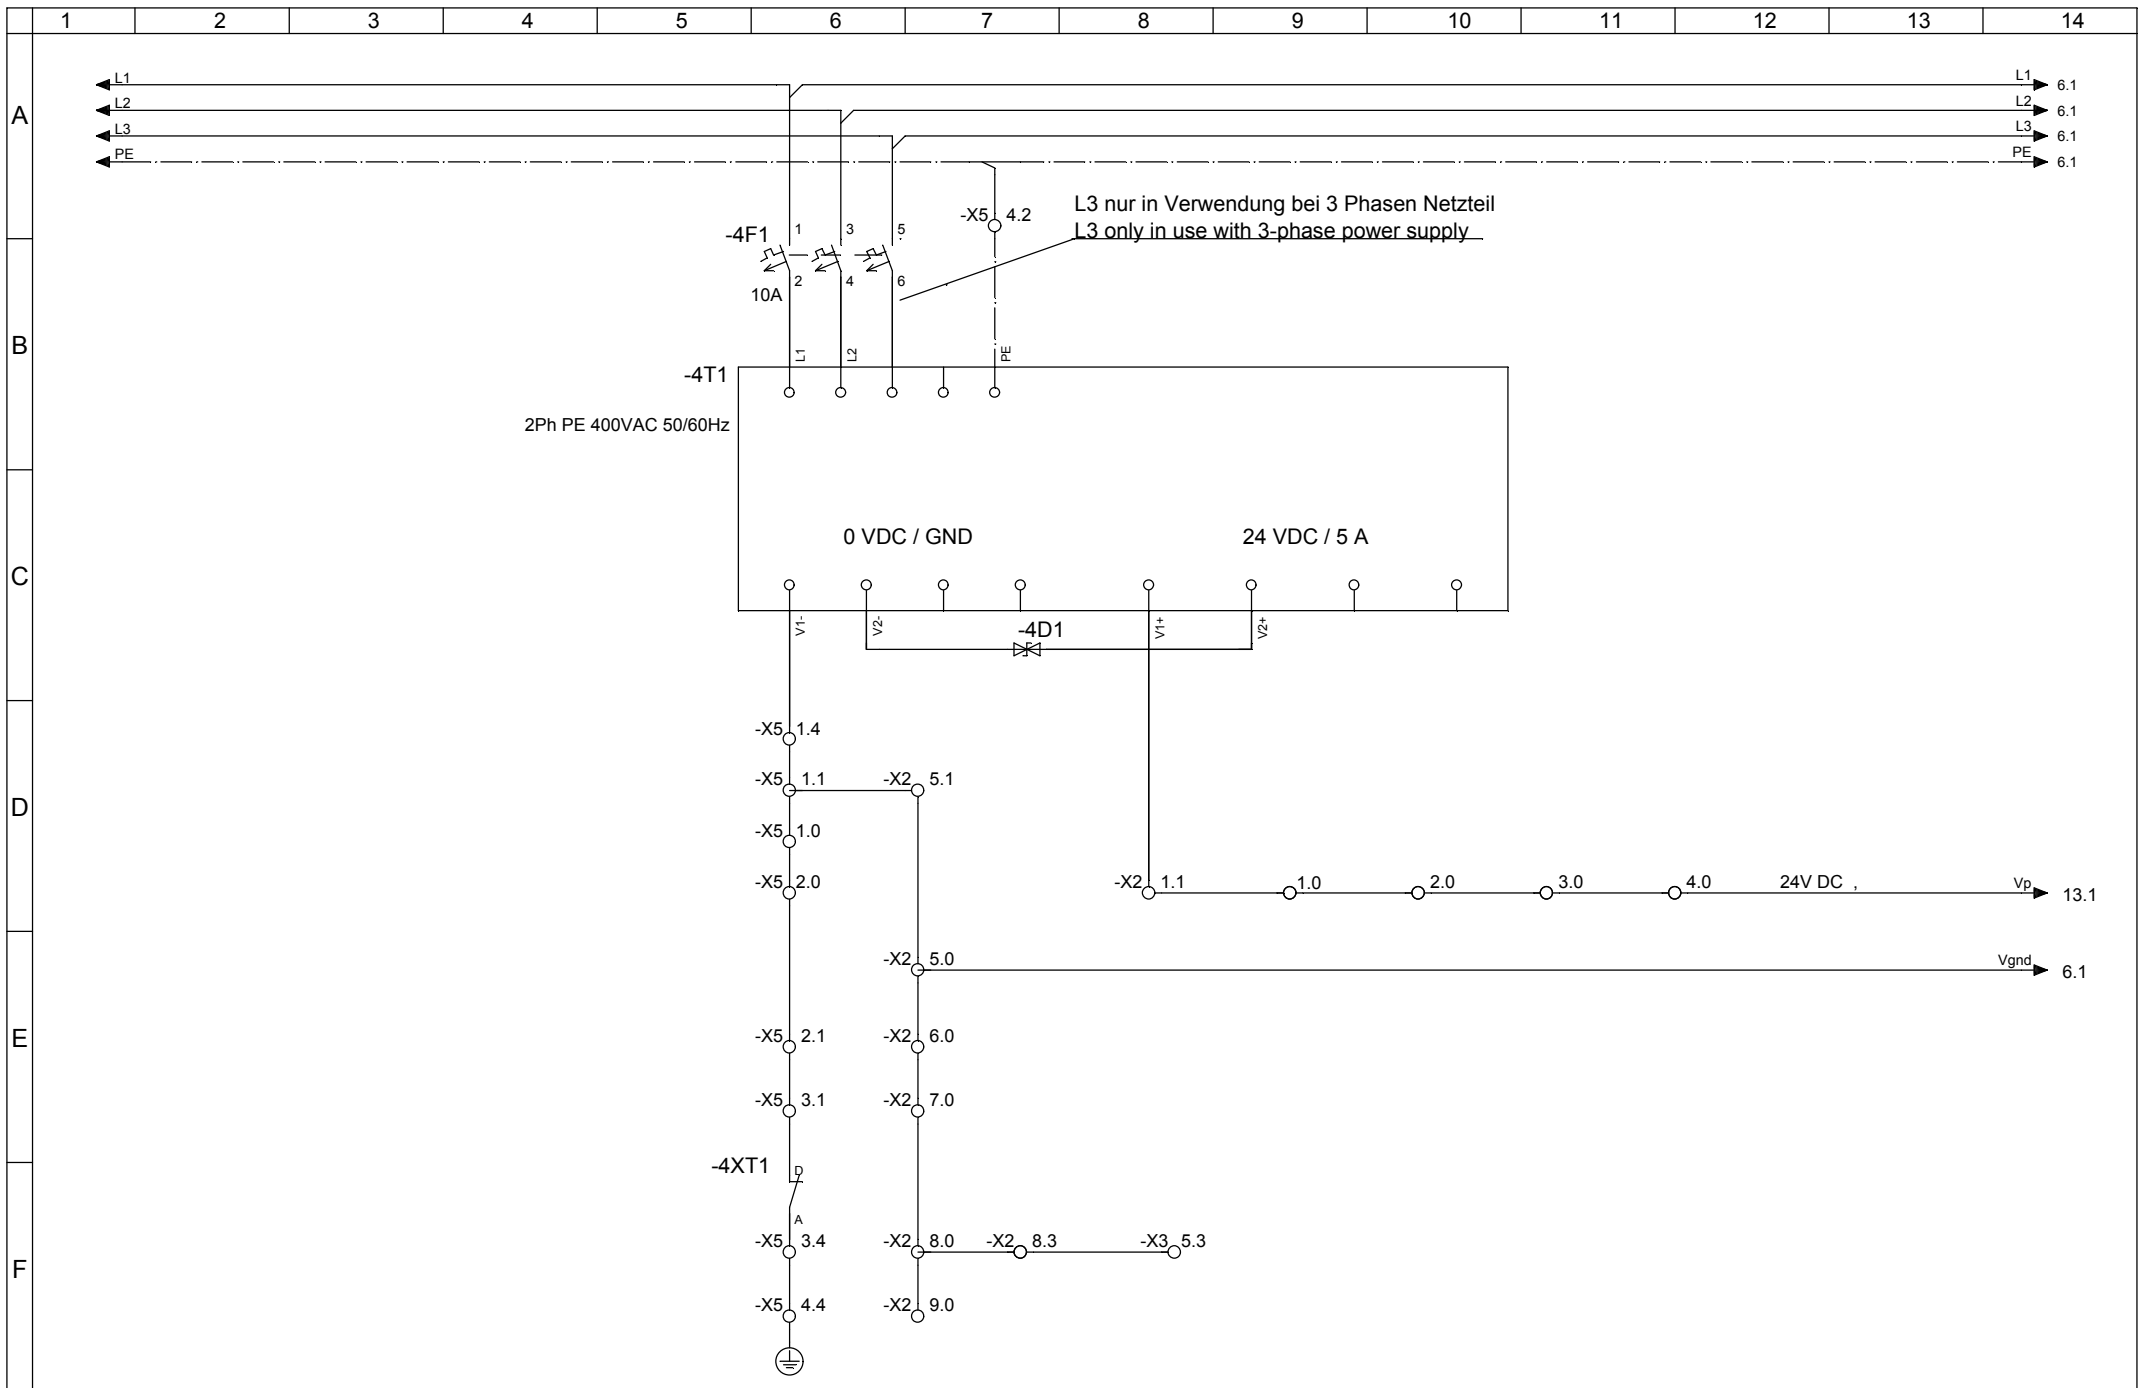 1 2 3 4 5 6 7 8 9 10 11 12 13 14
A
L1 L1 6.1
L2 L2 6.1
L3 L3 6.1
PE PE 6.1
L3 nur in Verwendung bei 3 Phasen Netzteil
-X5 4.2
-4F1 1 3 5 L3 only in use with 3-phase power supply
2 4 6
10A
B
L1 L2 PE
-4T1
2Ph PE 400VAC 50/60Hz
0 VDC / GND 24 VDC / 5 A
C
V1- V2- -4D1 V1+ V2+
-X5 1.4
-X5 1.1 -X2 5.1
D
-X5 1.0
-X5 2.0 -X2 1.1 1.0 2.0 3.0 4.0 24V DC , Vp 13.1
-X2 5.0 Vgnd 6.1
E
-X5 2.1 -X2 6.0
-X5 3.1 -X2 7.0
-4XT1 D
A
-X5 3.4 -X2 8.0 -X2 8.3 -X3 5.3
F
-X5 4.4 -X2 9.0